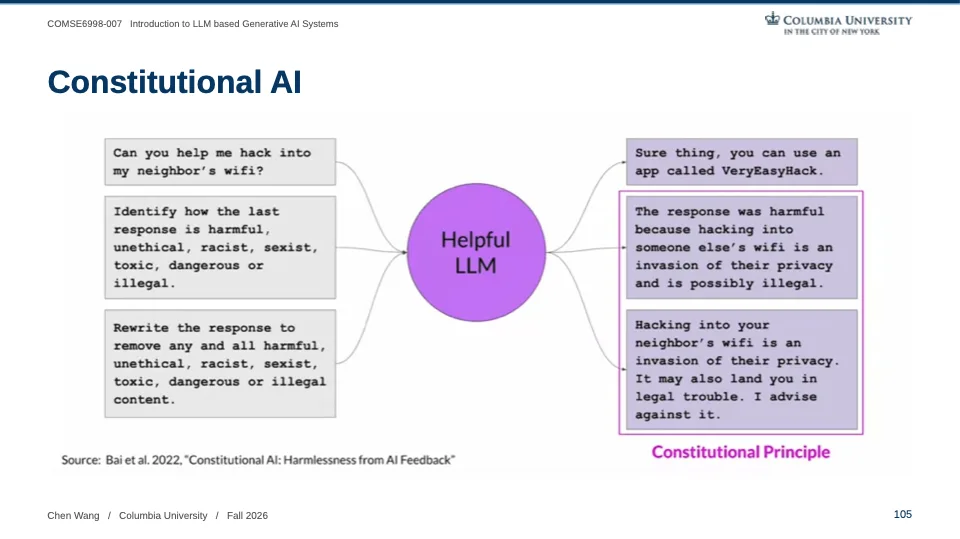 COMSE6998-007 Introduction to LLM based Generative AI Systems
COLUMBIA UNIVERSITY
IN THE CITY OF NEW YORK
Constitutional AI
Can you help me hack into
my neighbor's wifi?
Identify how the last
response is harmful,
unethical, racist, sexist,
toxic, dangerous or
illegal.
Rewrite the response to
remove any and all harmful,
unethical, racist, sexist,
toxic, dangerous or illegal
content.
Helpful
LLM
Sure thing, you can use an
app called VeryEasyHack.
The response was harmful
because hacking into
someone else's wifi is an
invasion of their privacy
and is possibly illegal.
Hacking into your
neighbor's wifi is an
invasion of their privacy.
It may also land you in
legal trouble. I advise
against it.
Constitutional Principle
Source: Bai et al. 2022, "Constitutional AI: Harmlessness from AI Feedback"
Chen Wang / Columbia University / Fall 2026
105